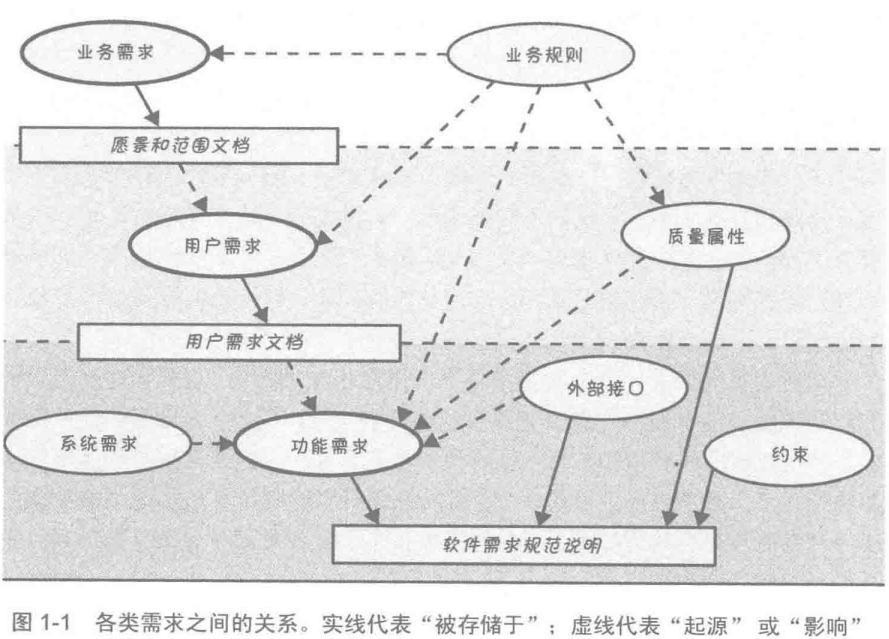 业务需求
业务规则
愿景和范围文档
用户需求
质量属性
用户需求文档
外部接口
系统需求
功能需求
约束
软件需求规范说明
图 1-1 各类需求之间的关系。实线代表“被存储于”；虚线代表“起源” 或“影响”